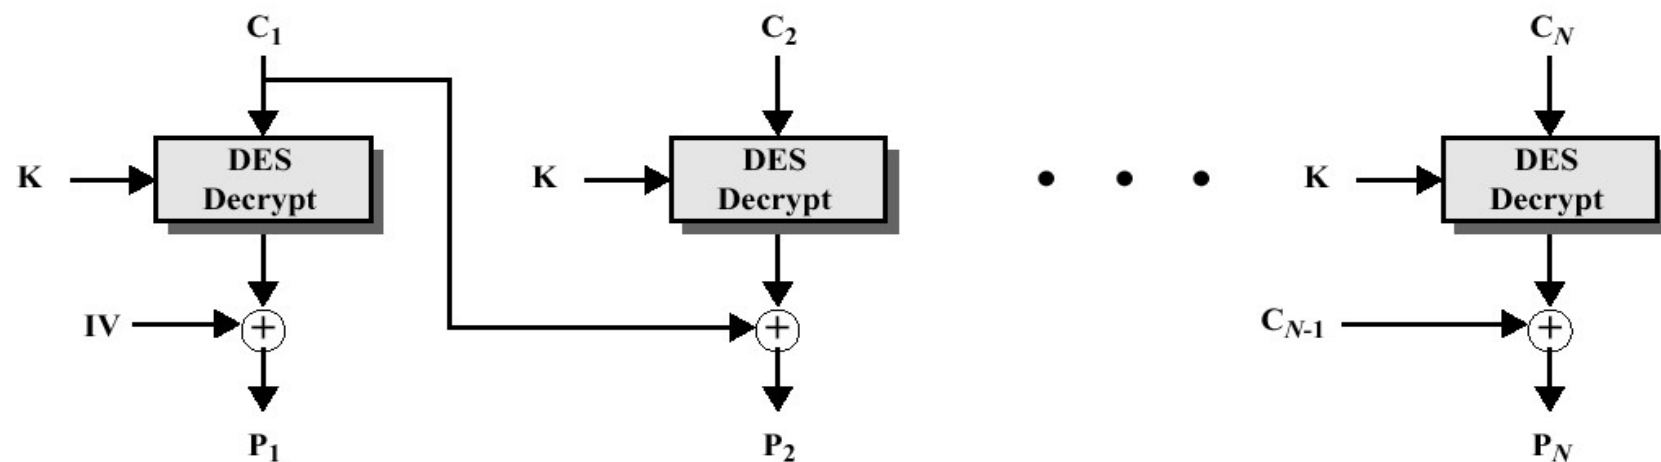 C1 C2 CN
K DES Decrypt K DES Decrypt • • • K DES Decrypt
IV + + CN-1 +
P1 P2 PN